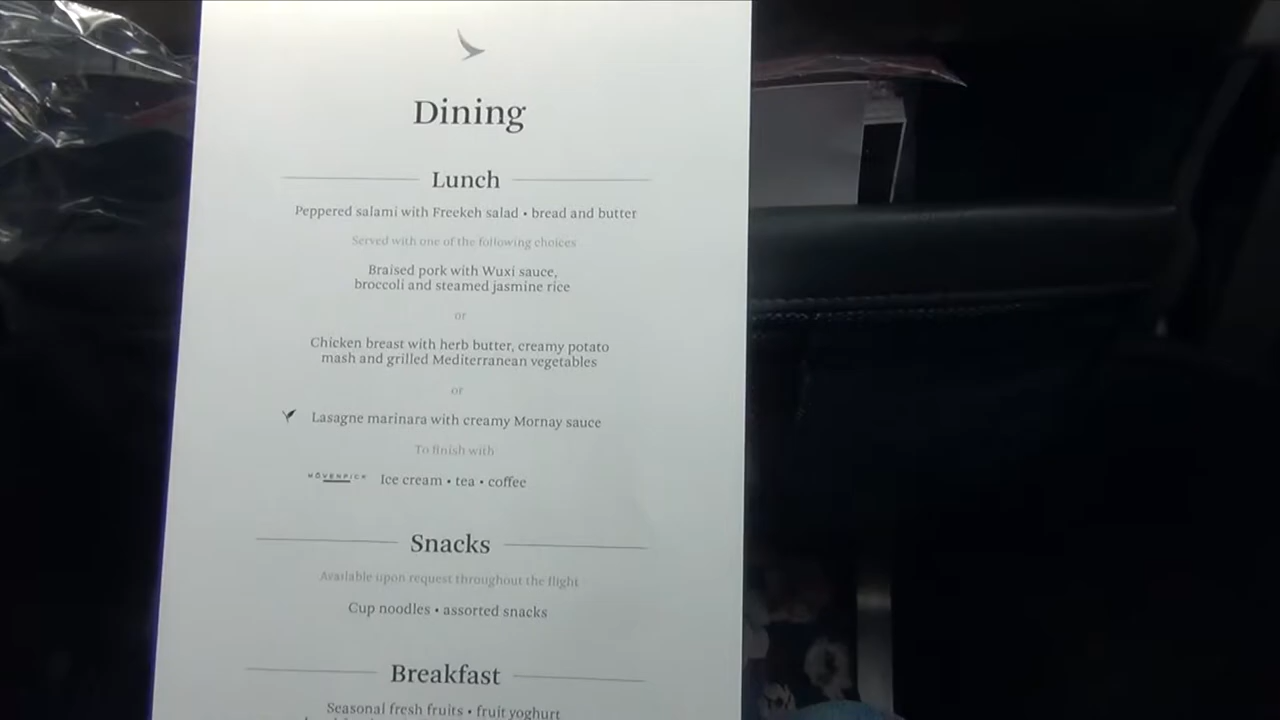 Dining
Lunch
Peppered salami with Freekeh salad • bread and butter
Served with one of the following choices
Braised pork with Wuxi sauce,
broccoli and steamed jasmine rice
or
Chicken breast with herb butter, creamy potato
mash and grilled Mediterranean vegetables
or
Lasagne marinara with creamy Mornay sauce
To finish with
MÖVENPICK Ice cream • tea • coffee
Snacks
Available upon request throughout the flight
Cup noodles • assorted snacks
Breakfast
Seasonal fresh fruits • fruit yoghurt